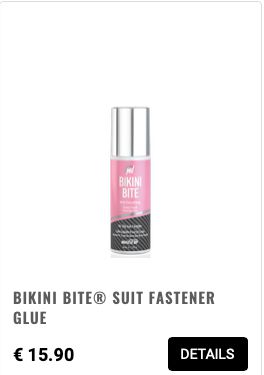 BIKINI
BITE
BIKINI BITE® SUIT FASTENER
GLUE
€ 15.90
DETAILS